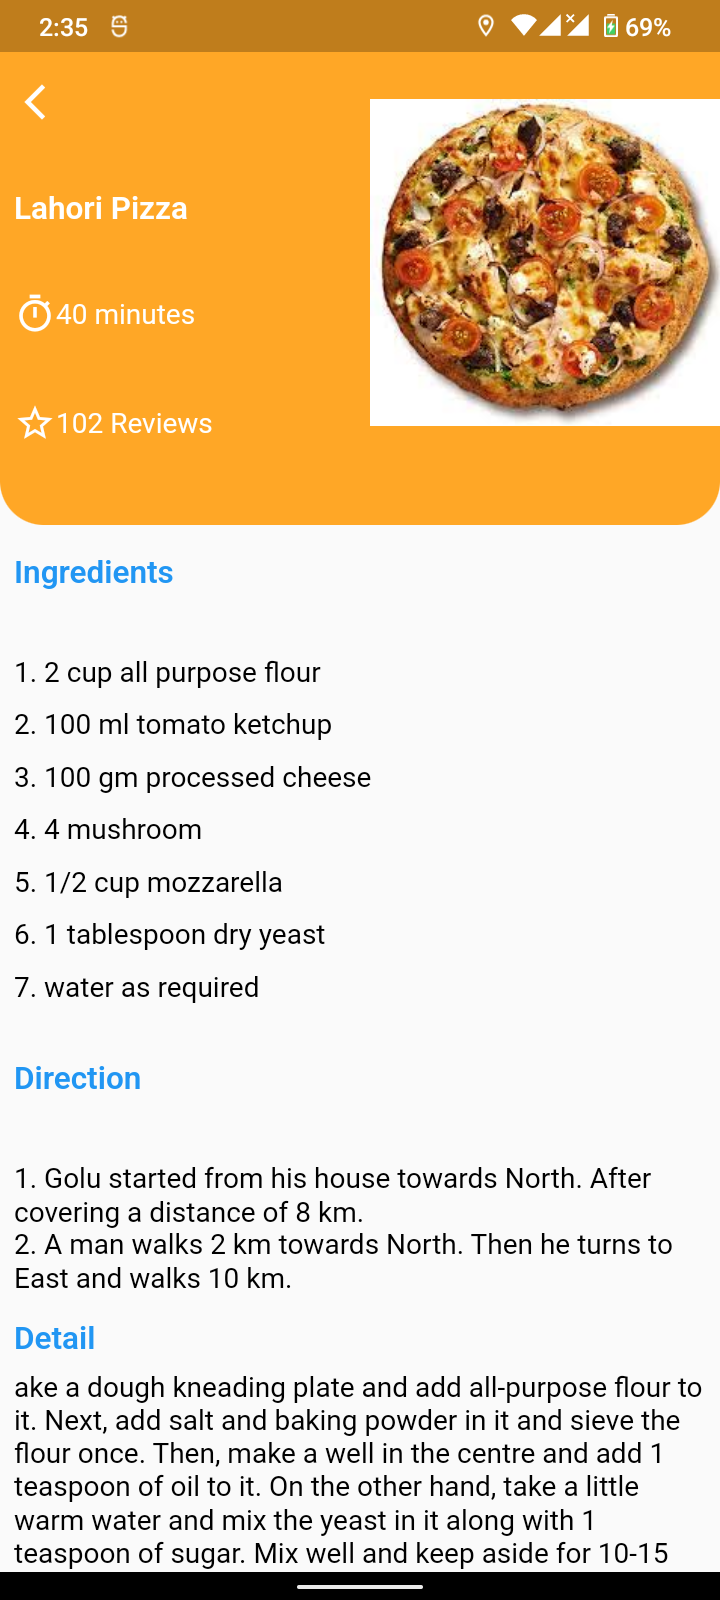 2:35
69%
Lahori Pizza
40 minutes
102 Reviews
Ingredients
1. 2 cup all purpose flour
2. 100 ml tomato ketchup
3. 100 gm processed cheese
4. 4 mushroom
5. 1/2 cup mozzarella
6. 1 tablespoon dry yeast
7. water as required
Direction
1. Golu started from his house towards North. After
covering a distance of 8 km.
2. A man walks 2 km towards North. Then he turns to
East and walks 10 km.
Detail
ake a dough kneading plate and add all-purpose flour to
it. Next, add salt and baking powder in it and sieve the
flour once. Then, make a well in the centre and add 1
teaspoon of oil to it. On the other hand, take a little
warm water and mix the yeast in it along with 1
teaspoon of sugar. Mix well and keep aside for 10-15